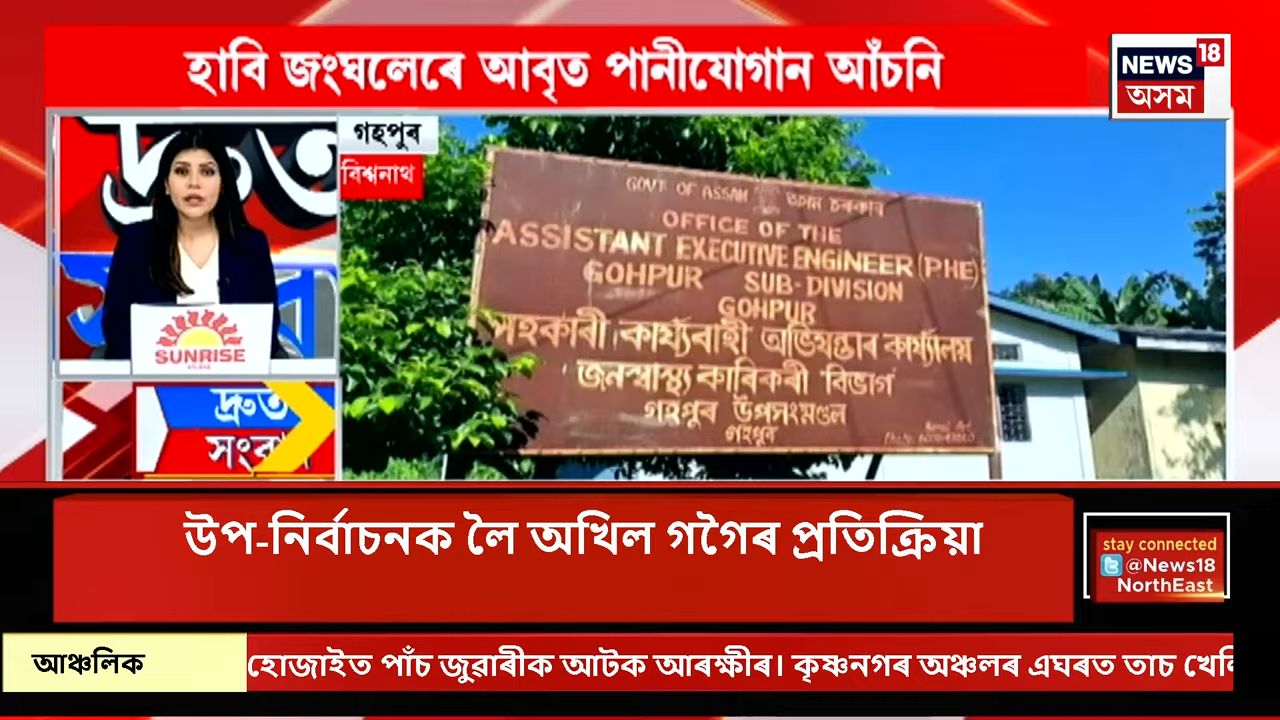 হাবি জংঘলেৰে আবৃত পানীযোগান আঁচনি
NEWS 18
অসম
দ্ৰুত
গহপুৰ
বিশ্বনাথ
SUNRISE
GOVT OF ASSAM অসম চৰকাৰ
OFFICE OF THE
ASSISTANT EXECUTIVE ENGINEER (PHE)
GOHPUR SUB-DIVISION
GOHPUR
সহকাৰী কাৰ্য্যবাহী অভিযন্তাৰ কাৰ্য্যালয়
জনস্বাস্থ্য কাৰিকৰী বিভাগ
গহপুৰ উপসংমণ্ডল
গহপুৰ
দ্ৰুত
উপ-নিৰ্বাচনক লৈ অখিল গগৈৰ প্ৰতিক্ৰিয়া
stay connected
@News18
NorthEast
আঞ্চলিক
হোজাইত পাঁচ জুৱাৰীক আটক আৰক্ষীৰ। কৃষ্ণনগৰ অঞ্চলৰ এঘৰত তাচ